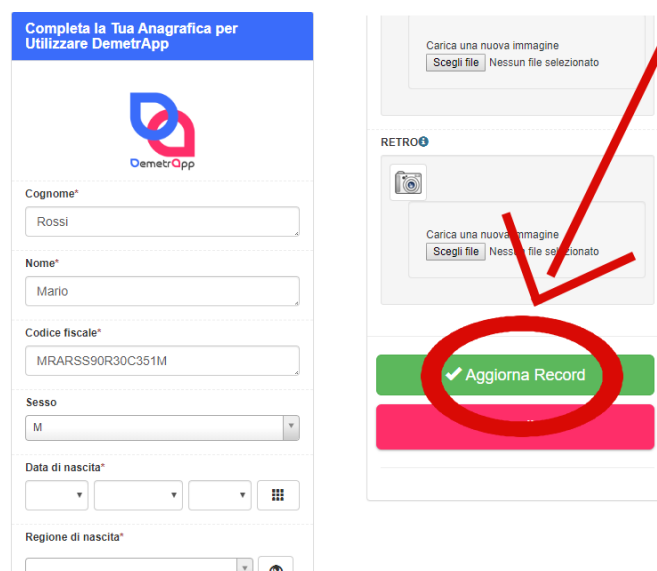 Completa la Tua Anagrafica per
Utilizzare DemetrApp
DemetrApp
Cognome*
Rossi
Nome*
Mario
Codice fiscale*
MRARSS90R30C351M
Sesso
M
Data di nascita*
Regione di nascita*
Carica una nuova immagine
Scegli file Nessun file selezionato
RETRO
Carica una nuova immagine
Scegli file Nessun file selezionato
Aggiorna Record